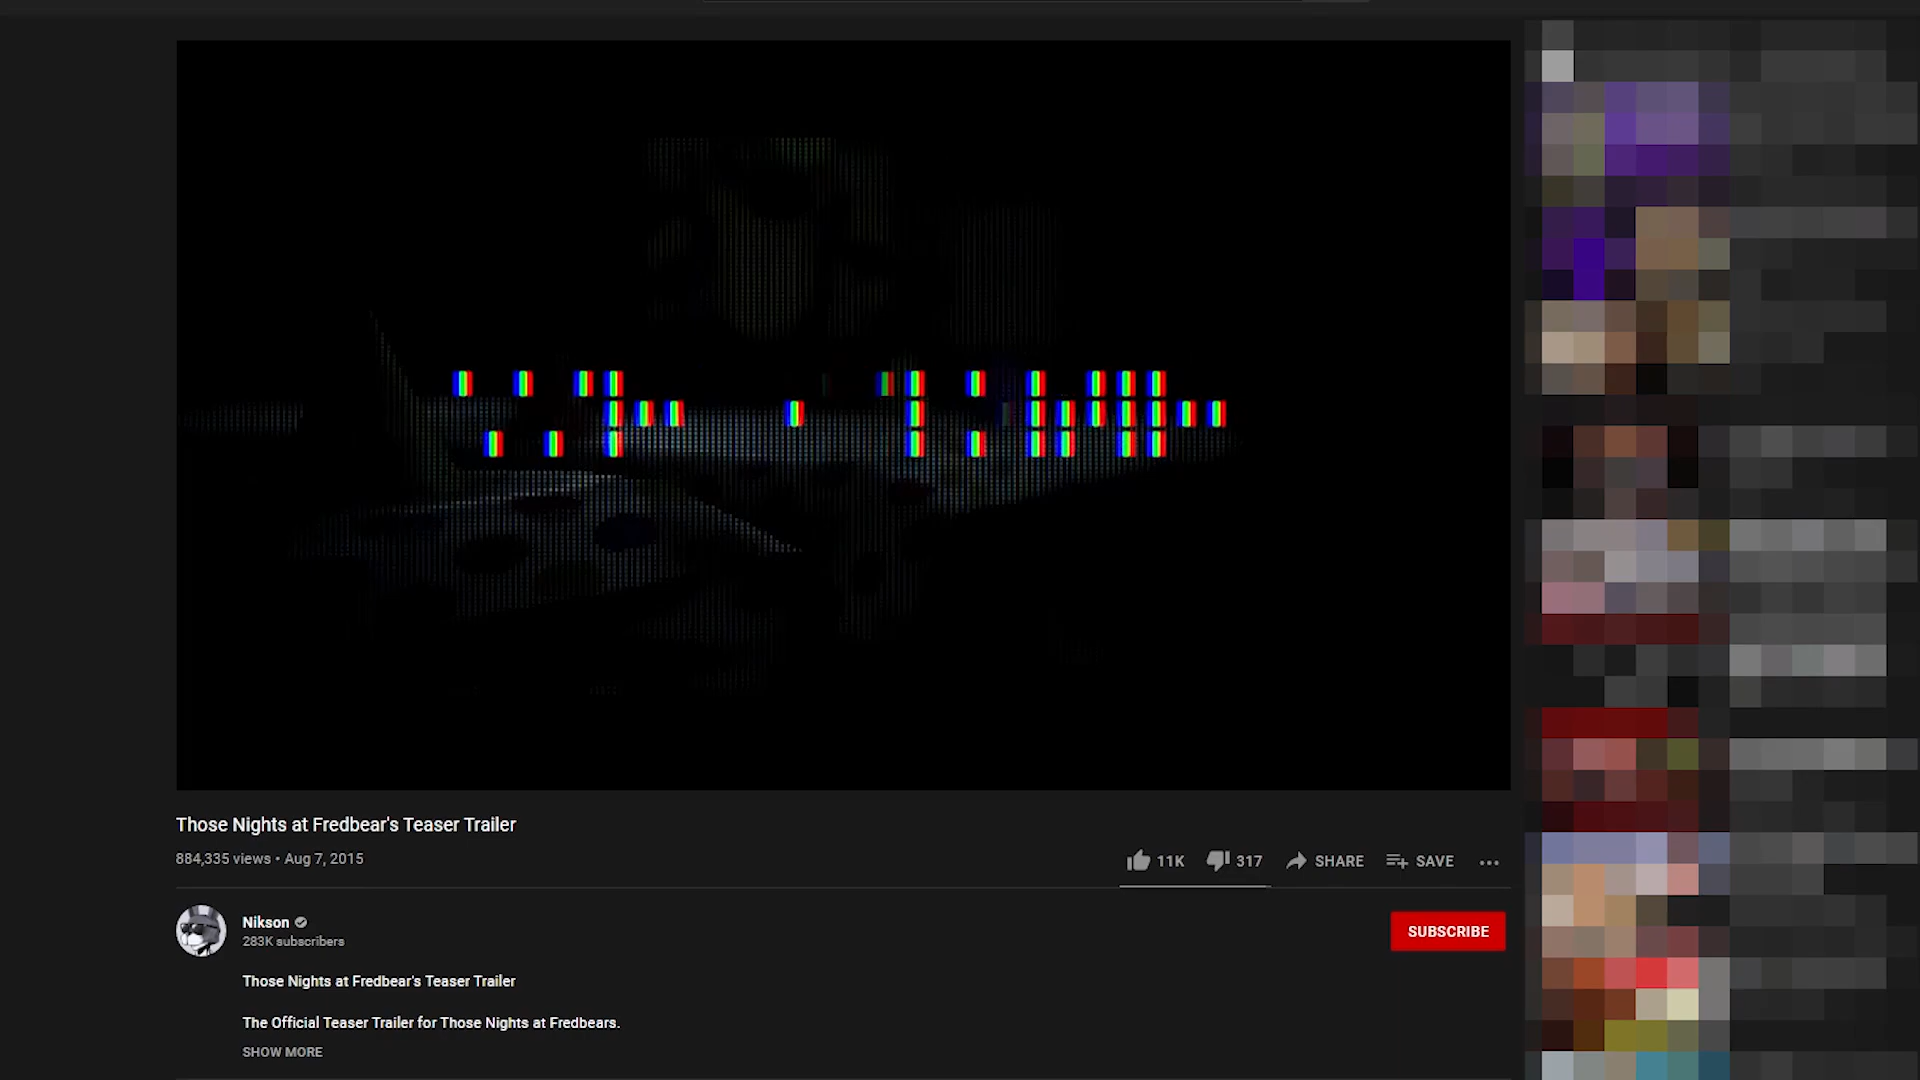 Those Nights at Fredbear's Teaser Trailer
884,335 views • Aug 7, 2015
11K 317 SHARE SAVE
Nikson
283K subscribers
SUBSCRIBE
Those Nights at Fredbear's Teaser Trailer
The Official Teaser Trailer for Those Nights at Fredbears.
SHOW MORE